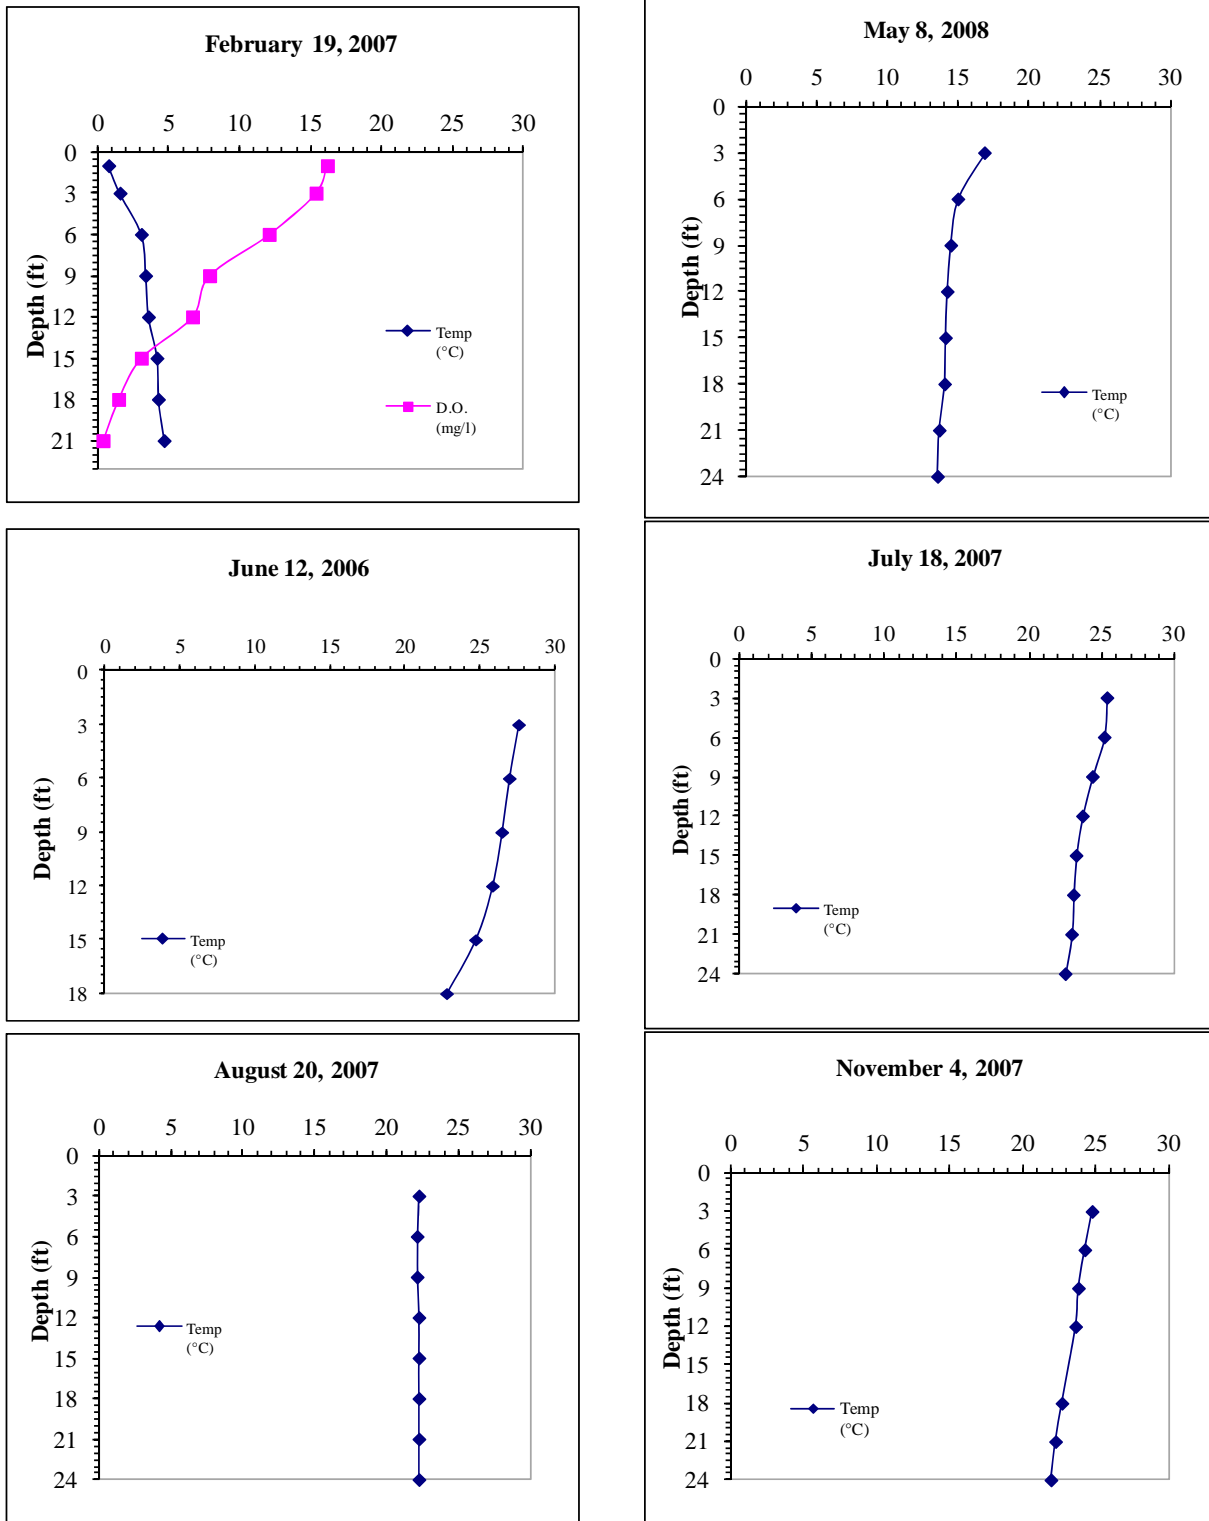 February 19, 2007
0 5 10 15 20 25 30
0
3
6
9
12
15
18
21
Depth (ft)
Temp
(°C)
D.O.
(mg/l)
May 8, 2008
0 5 10 15 20 25 30
0
3
6
9
12
15
18
21
24
Depth (ft)
Temp
(°C)
June 12, 2006
0 5 10 15 20 25 30
0
3
6
9
12
15
18
Depth (ft)
Temp
(°C)
July 18, 2007
0 5 10 15 20 25 30
0
3
6
9
12
15
18
21
24
Depth (ft)
Temp
(°C)
August 20, 2007
0 5 10 15 20 25 30
0
3
6
9
12
15
18
21
24
Depth (ft)
Temp
(°C)
November 4, 2007
0 5 10 15 20 25 30
0
3
6
9
12
15
18
21
24
Depth (ft)
Temp
(°C)